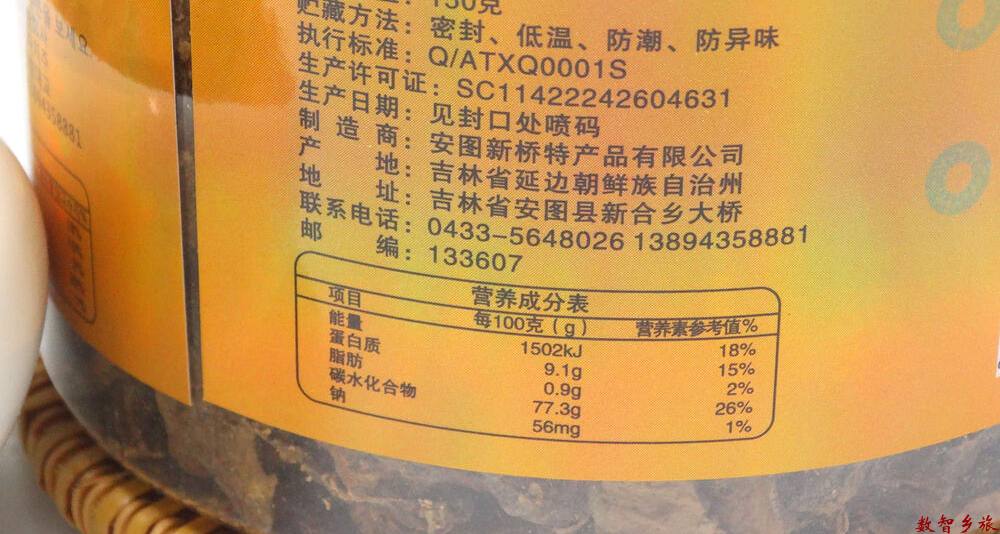 130克
贮藏方法：密封、低温、防潮、防异味
执行标准：Q/ATXQ0001S
生产许可证：SC11422242604631
生产日期：见封口处喷码
制造商：安图新桥特产品有限公司
产地：吉林省延边朝鲜族自治州
地址：吉林省安图县新合乡大桥
联系电话：0433-5648026 13894358881
邮编：133607
营养成分表
项目 每100克（g） 营养素参考值%
能量 1502kJ 18%
蛋白质 9.1g 15%
脂肪 0.9g 2%
碳水化合物 77.3g 26%
钠 56mg 1%
数智乡旅